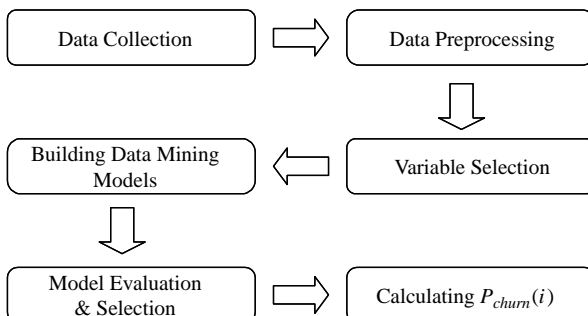 Data Collection
Data Preprocessing
Variable Selection
Building Data Mining
Models
Model Evaluation
& Selection
Calculating P_churn(i)